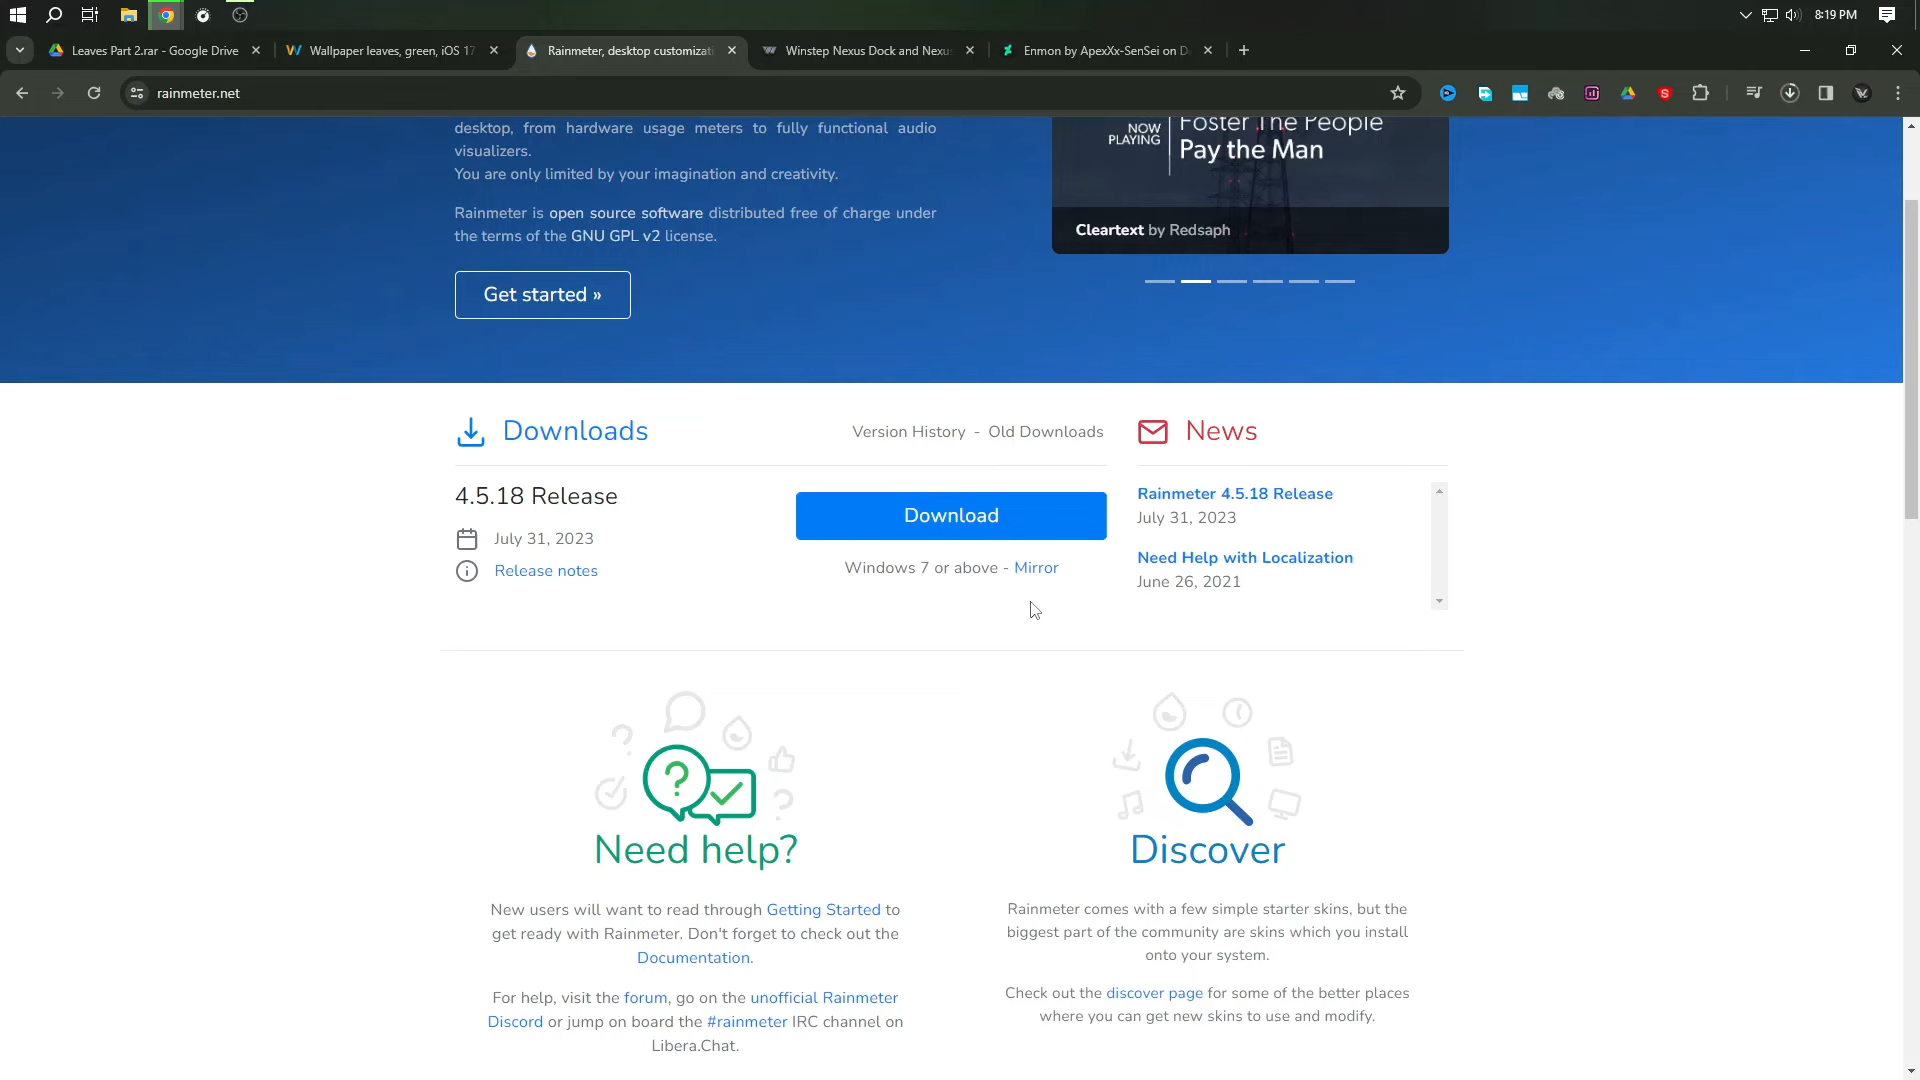 8:19 PM
Leaves Part 2.rar - Google Drive
Wallpaper leaves, green, iOS 17
Rainmeter, desktop customizati
Winstep Nexus Dock and Nexu
Enmon by ApexXx-SenSei on D
rainmeter.net
desktop, from hardware usage meters to fully functional audio
visualizers.
You are only limited by your imagination and creativity.
Rainmeter is open source software distributed free of charge under
the terms of the GNU GPL v2 license.
Get started »
NOW
PLAYING
Foster The People
Pay the Man
Cleartext by Redsaph
Downloads
Version History - Old Downloads
4.5.18 Release
July 31, 2023
Release notes
Download
Windows 7 or above - Mirror
News
Rainmeter 4.5.18 Release
July 31, 2023
Need Help with Localization
June 26, 2021
Need help?
New users will want to read through Getting Started to
get ready with Rainmeter. Don't forget to check out the
Documentation.
For help, visit the forum, go on the unofficial Rainmeter
Discord or jump on board the #rainmeter IRC channel on
Libera.Chat.
Discover
Rainmeter comes with a few simple starter skins, but the
biggest part of the community are skins which you install
onto your system.
Check out the discover page for some of the better places
where you can get new skins to use and modify.